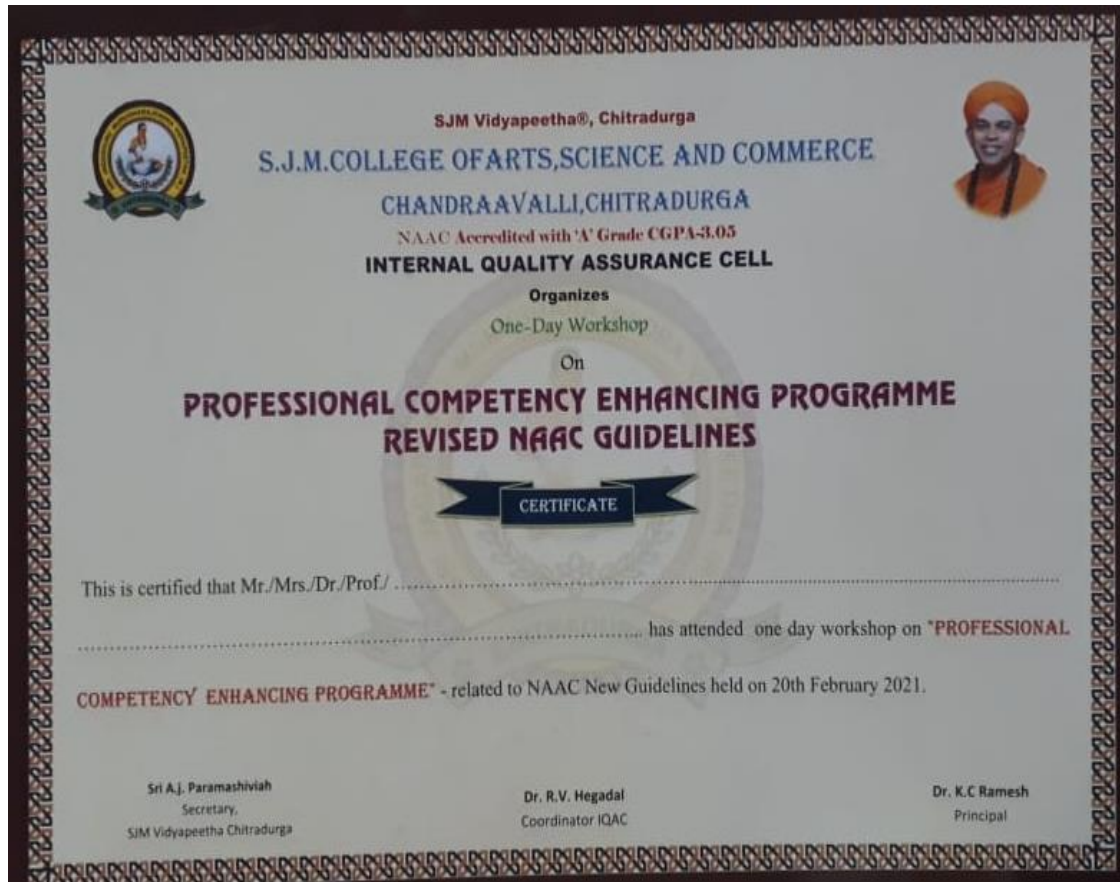 SJM Vidyapeetha®, Chitradurga
S.J.M.COLLEGE OFARTS,SCIENCE AND COMMERCE
CHANDRAAVALLI,CHITRADURGA
NAAC Accredited with 'A' Grade CGPA-3.05
INTERNAL QUALITY ASSURANCE CELL
Organizes
One-Day Workshop
On
PROFESSIONAL COMPETENCY ENHANCING PROGRAMME
REVISED NAAC GUIDELINES
CERTIFICATE
This is certified that Mr./Mrs./Dr./Prof./ ..........................................................................
.......................................................................... has attended one day workshop on "PROFESSIONAL
COMPETENCY ENHANCING PROGRAMME" - related to NAAC New Guidelines held on 20th February 2021.
Sri A.j. Paramashiviah
Secretary,
SJM Vidyapeetha Chitradurga
Dr. R.V. Hegadal
Coordinator IQAC
Dr. K.C Ramesh
Principal